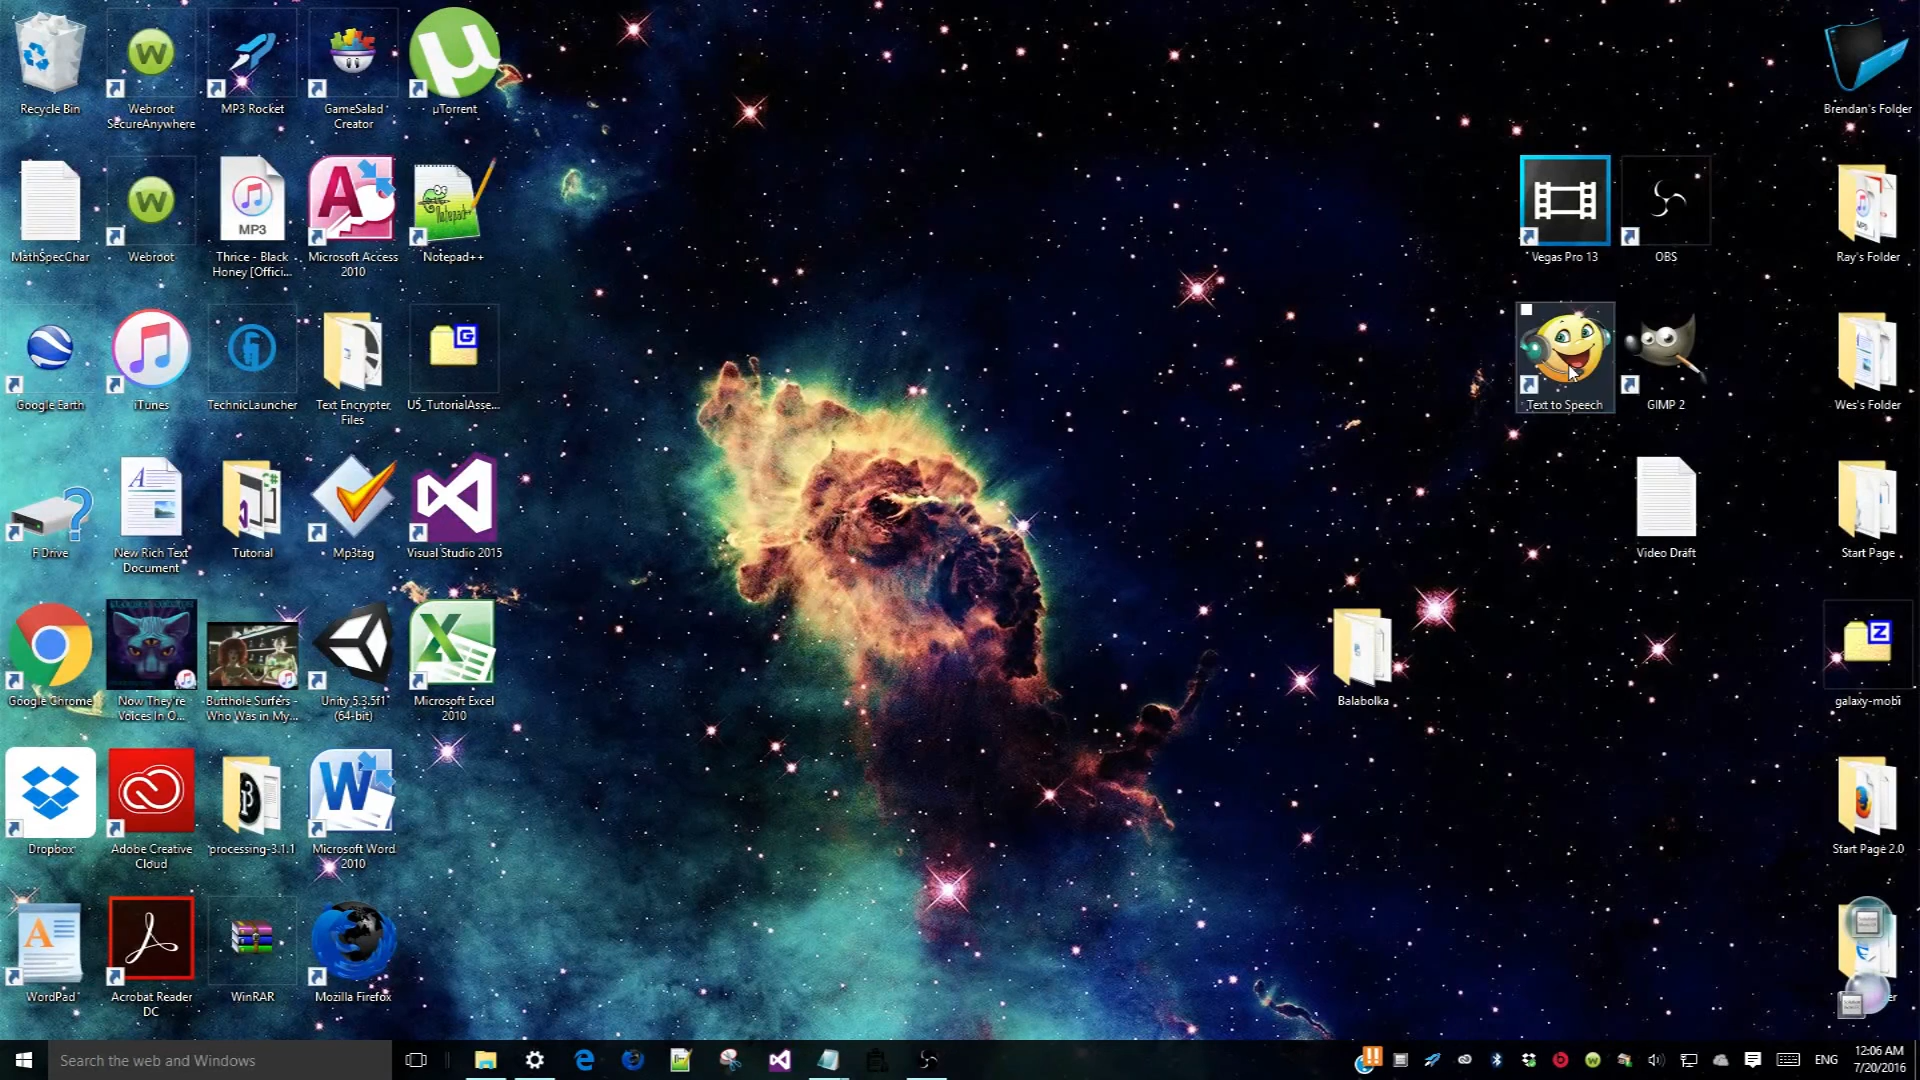 Recycle Bin
Webroot
SecureAnywhere
MP3 Rocket
GameSalad
Creator
µTorrent
Brendan's Folder
MathSpecChar
Webroot
MP3
Thrice - Black
Honey [Offici...
Microsoft Access
2010
Notepad++
Vegas Pro 13
OBS
Ray's Folder
Google Earth
iTunes
TechnicLauncher
Text Encrypter
Files
U5_TutorialAsse...
Text to Speech
GIMP 2
Wes's Folder
F Drive
New Rich Text
Document
Tutorial
Mp3tag
Visual Studio 2015
Video Draft
Start Page
Google Chrome
Now They're
Voices In O...
Butthole Surfers -
Who Was in My...
Unity 5.3.5f1
(64-bit)
Microsoft Excel
2010
Balabolka
galaxy-mobi
Dropbox
Adobe Creative
Cloud
processing-3.1.1
Microsoft Word
2010
Start Page 2.0
WordPad
Acrobat Reader
DC
WinRAR
Mozilla Firefox
Search the web and Windows
ENG
12:06 AM
7/20/2016